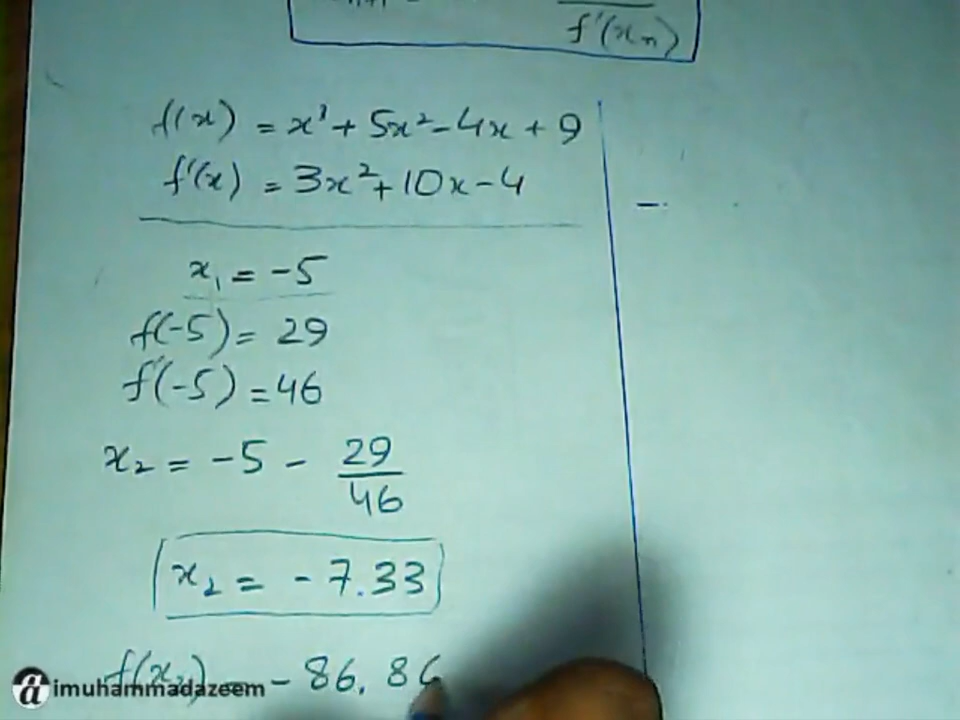 f'(xn)
f(x) = x³ + 5x² - 4x + 9
f'(x) = 3x² + 10x - 4
x₁ = -5
f(-5) = 29
f'(-5) = 46
x₂ = -5 - 29/46
x₂ = -7.33
f(x₂) = -86.86
imuhammadazeem